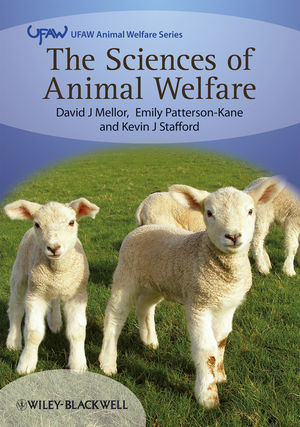 UFAW UFAW Animal Welfare Series
The Sciences of
Animal Welfare
David J Mellor, Emily Patterson-Kane
and Kevin J Stafford
WILEY-BLACKWELL